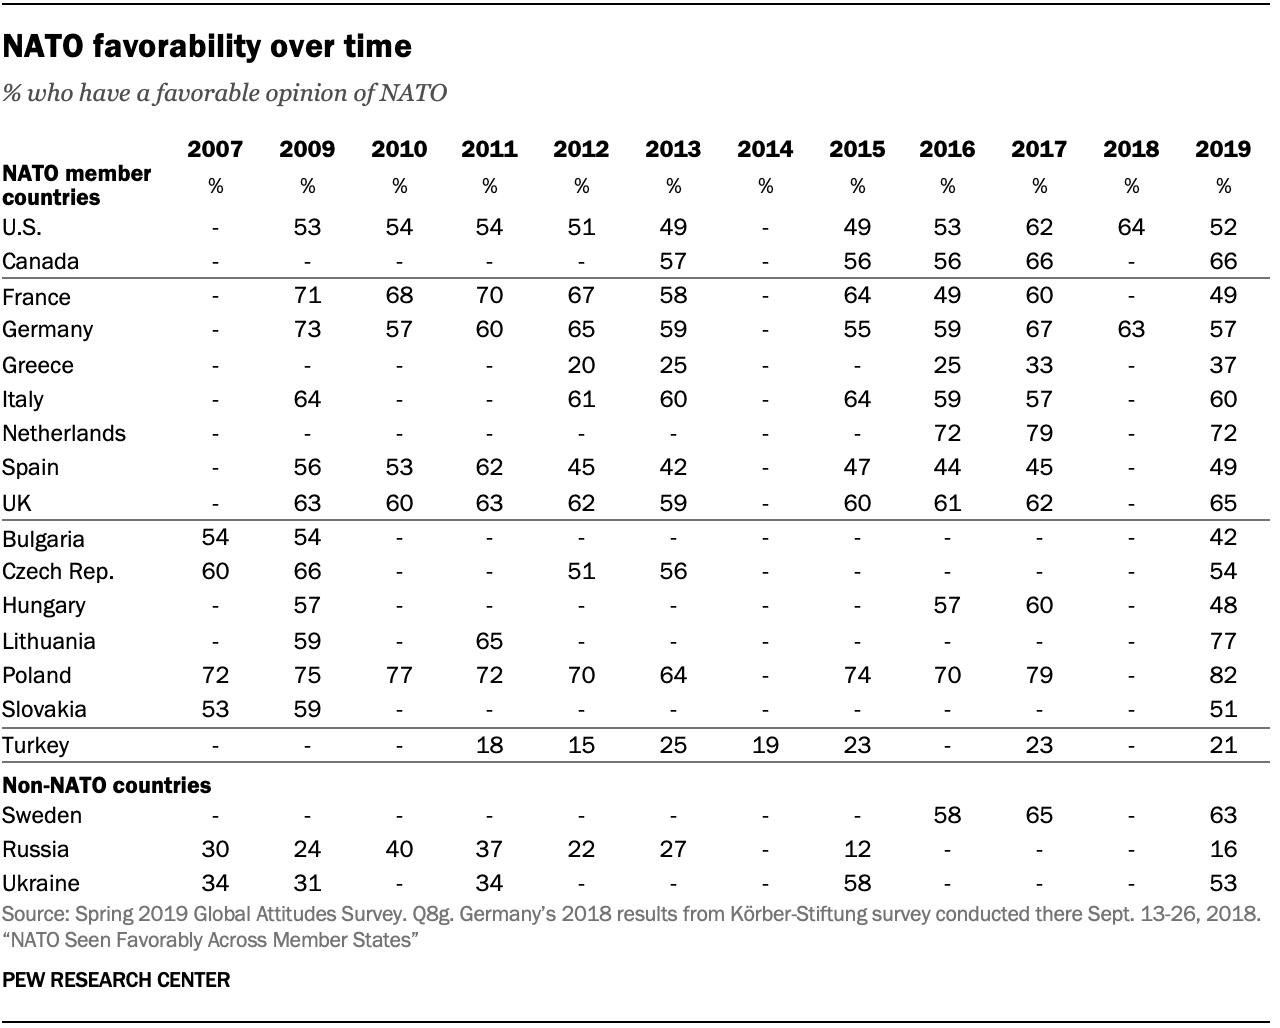 NATO favorability over time
% who have a favorable opinion of NATO
2007 2009 2010 2011 2012 2013 2014 2015 2016 2017 2018 2019
NATO member
countries % % % % % % % % % % % %
U.S. - 53 54 54 51 49 - 49 53 62 64 52
Canada - - - - - 57 - 56 56 66 - 66
France - 71 68 70 67 58 - 64 49 60 - 49
Germany - 73 57 60 65 59 - 55 59 67 63 57
Greece - - - - 20 25 - - 25 33 - 37
Italy - 64 - - 61 60 - 64 59 57 - 60
Netherlands - - - - - - - - 72 79 - 72
Spain - 56 53 62 45 42 - 47 44 45 - 49
UK - 63 60 63 62 59 - 60 61 62 - 65
Bulgaria 54 54 - - - - - - - - - 42
Czech Rep. 60 66 - - 51 56 - - - - - 54
Hungary - 57 - - - - - - 57 60 - 48
Lithuania - 59 - 65 - - - - - - - 77
Poland 72 75 77 72 70 64 - 74 70 79 - 82
Slovakia 53 59 - - - - - - - - - 51
Turkey - - - 18 15 25 19 23 - 23 - 21
Non-NATO countries
Sweden - - - - - - - - 58 65 - 63
Russia 30 24 40 37 22 27 - 12 - - - 16
Ukraine 34 31 - 34 - - - 58 - - - 53
Source: Spring 2019 Global Attitudes Survey. Q8g. Germany’s 2018 results from Körber-Stiftung survey conducted there Sept. 13-26, 2018.
“NATO Seen Favorably Across Member States”
PEW RESEARCH CENTER